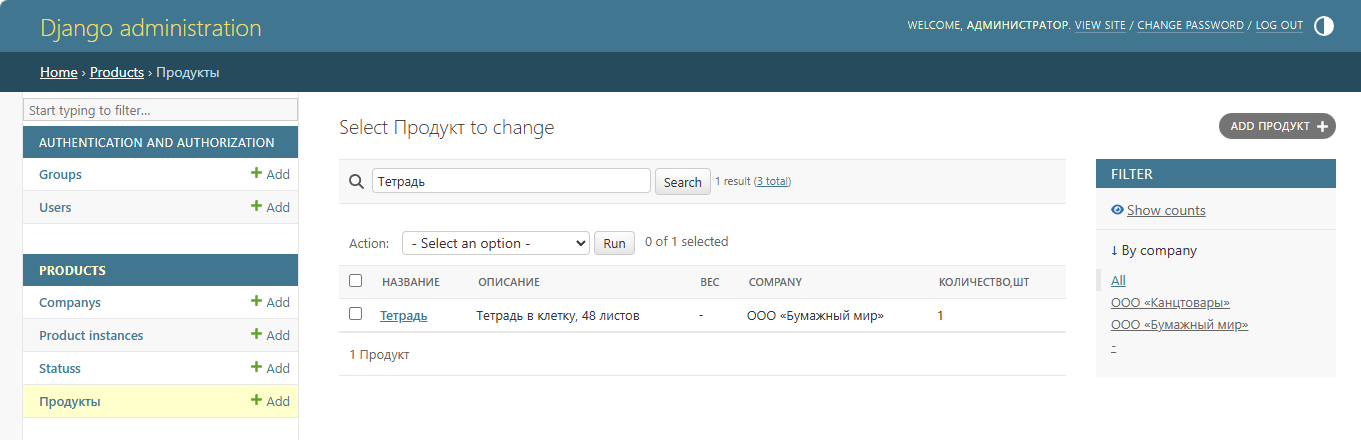 Django administration
WELCOME, АДМИНИСТРАТОР. VIEW SITE / CHANGE PASSWORD / LOG OUT
Home › Products › Продукты
Start typing to filter...
AUTHENTICATION AND AUTHORIZATION
Groups + Add
Users + Add
PRODUCTS
Companys + Add
Product instances + Add
Statuss + Add
Продукты + Add
Select Продукт to change
ADD ПРОДУКТ +
Тетрадь Search 1 result (3 total)
Action: - Select an option - Run 0 of 1 selected
НАЗВАНИЕ ОПИСАНИЕ ВЕС COMPANY КОЛИЧЕСТВО,ШТ
Тетрадь Тетрадь в клетку, 48 листов - ООО «Бумажный мир» 1
1 Продукт
FILTER
Show counts
↓ By company
All
ООО «Канцтовары»
ООО «Бумажный мир»
-